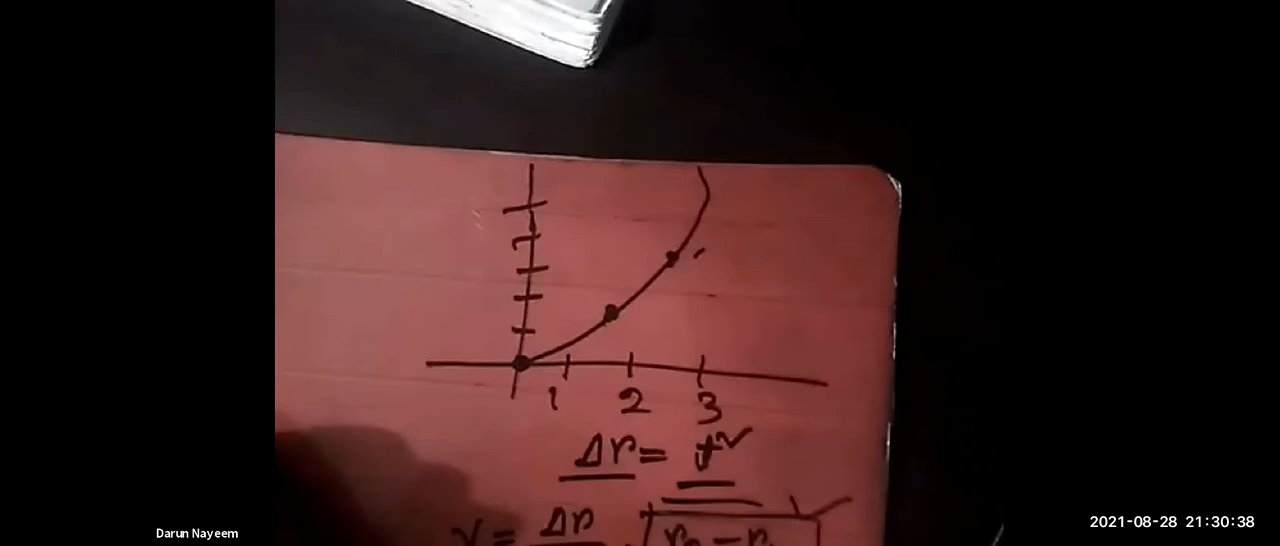 1 2 3
Δr = t²
v = Δr
Darun Nayeem
2021-08-28 21:30:38